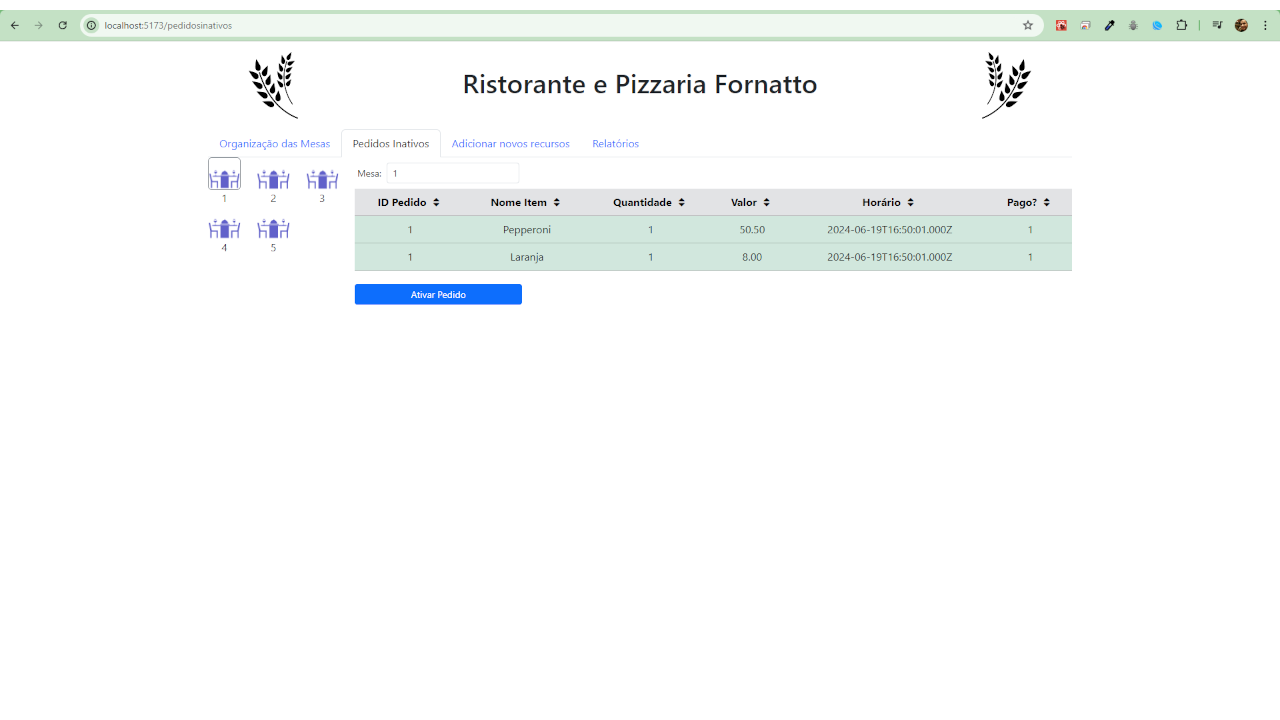 localhost:5173/pedidosinativos
Ristorante e Pizzaria Fornatto
Organização das Mesas Pedidos Inativos Adicionar novos recursos Relatórios
1 2 3
4 5
Mesa: 1
ID Pedido Nome Item Quantidade Valor Horário Pago?
1 Pepperoni 1 50.50 2024-06-19T16:50:01.000Z 1
1 Laranja 1 8.00 2024-06-19T16:50:01.000Z 1
Ativar Pedido